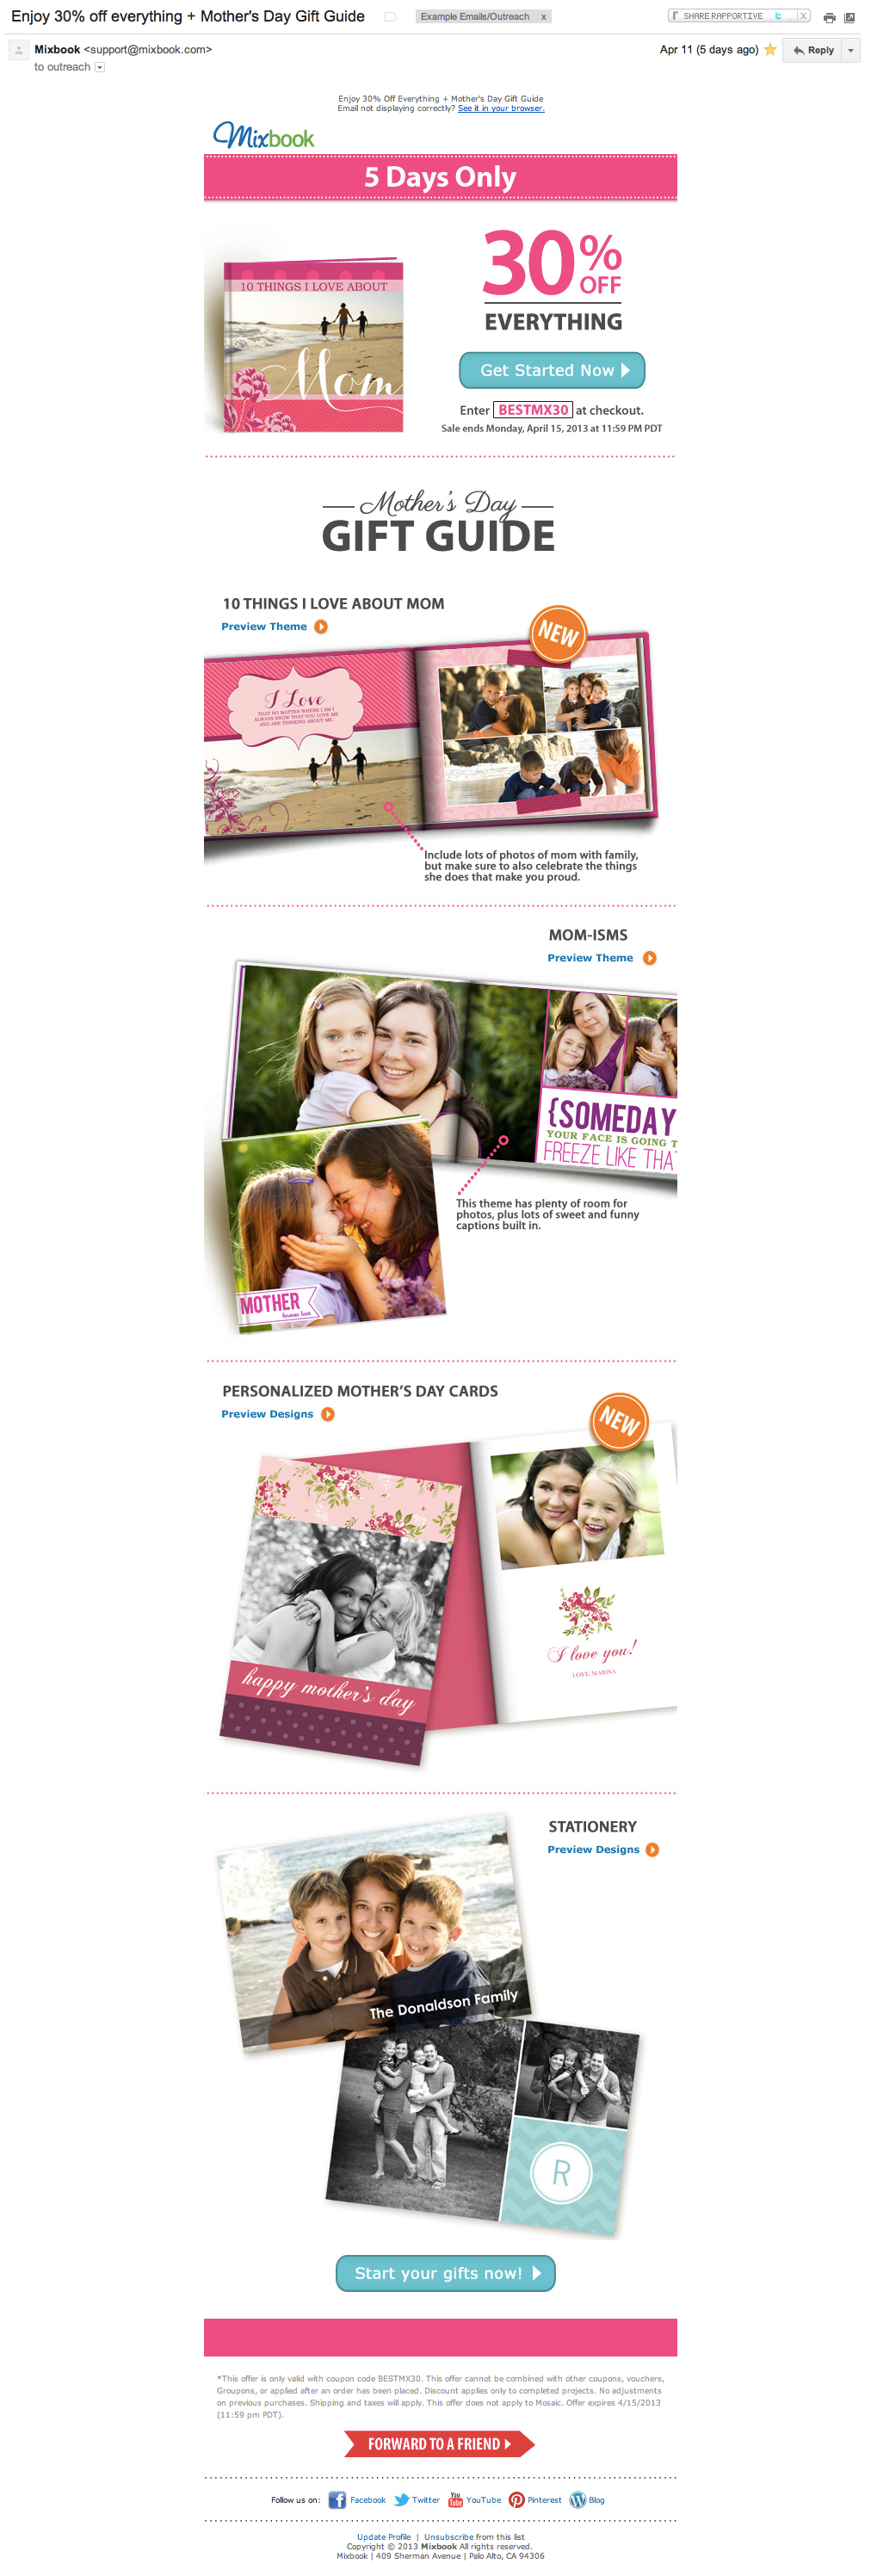 Enjoy 30% off everything + Mother's Day Gift Guide
Example Emails/Outreach x
r SHARE RAPPORTIVE X
Mixbook <support@mixbook.com>
Apr 11 (5 days ago)
Reply
to outreach
Enjoy 30% Off Everything + Mother's Day Gift Guide
Email not displaying correctly? See it in your browser.
Mixbook
5 Days Only
10 THINGS I LOVE ABOUT
Mom
30% OFF
EVERYTHING
Get Started Now
Enter BESTMX30 at checkout.
Sale ends Monday, April 15, 2013 at 11:59 PM PDT
Mother's Day
GIFT GUIDE
10 THINGS I LOVE ABOUT MOM
Preview Theme
NEW
I Love
THAT NO MATTER WHERE I AM I
ALWAYS KNOW THAT YOU LOVE ME
AND ARE THINKING ABOUT ME.
Include lots of photos of mom with family,
but make sure to also celebrate the things
she does that make you proud.
MOM-ISMS
Preview Theme
{SOMEDAY
YOUR FACE IS GOING T
FREEZE LIKE THA
This theme has plenty of room for
photos, plus lots of sweet and funny
captions built in.
MOTHER
knows best
PERSONALIZED MOTHER'S DAY CARDS
Preview Designs
NEW
happy mother's day
I love you!
LOVE, MARISA
STATIONERY
Preview Designs
The Donaldson Family
R
Start your gifts now!
*This offer is only valid with coupon code BESTMX30. This offer cannot be combined with other coupons, vouchers,
Groupons, or applied after an order has been placed. Discount applies only to completed projects. No adjustments
on previous purchases. Shipping and taxes will apply. This offer does not apply to Mosaic. Offer expires 4/15/2013
(11:59 pm PDT).
FORWARD TO A FRIEND
Follow us on: Facebook Twitter You Tube YouTube Pinterest Blog
Update Profile | Unsubscribe from this list
Copyright © 2013 Mixbook All rights reserved.
Mixbook | 409 Sherman Avenue | Palo Alto, CA 94306